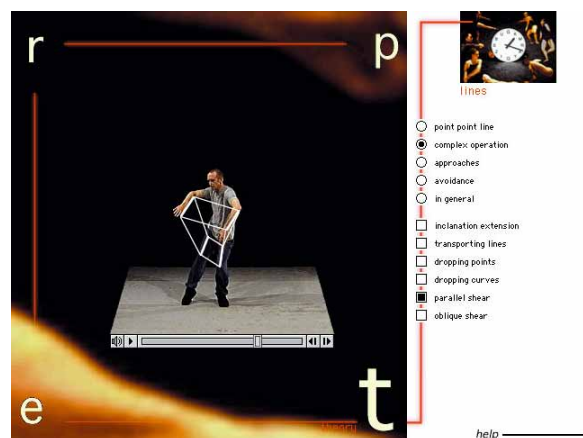 r
p
lines
point point line
complex operation
approaches
avoidance
in general
inclanation extension
transporting lines
dropping points
dropping curves
parallel shear
oblique shear
e
theory
t
help